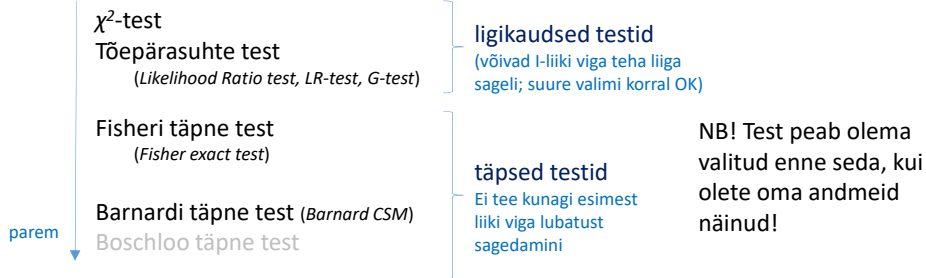 χ²-test
Tõepärasuhte test
(Likelihood Ratio test, LR-test, G-test)
ligikaudsed testid
(võivad I-liiki viga teha liiga
sageli; suure valimi korral OK)
Fisheri täpne test
(Fisher exact test)
Barnardi täpne test (Barnard CSM)
Boschloo täpne test
täpsed testid
Ei tee kunagi esimest
liiki viga lubatust
sagedamini
NB! Test peab olema
valitud enne seda, kui
olete oma andmeid
näinud!
parem